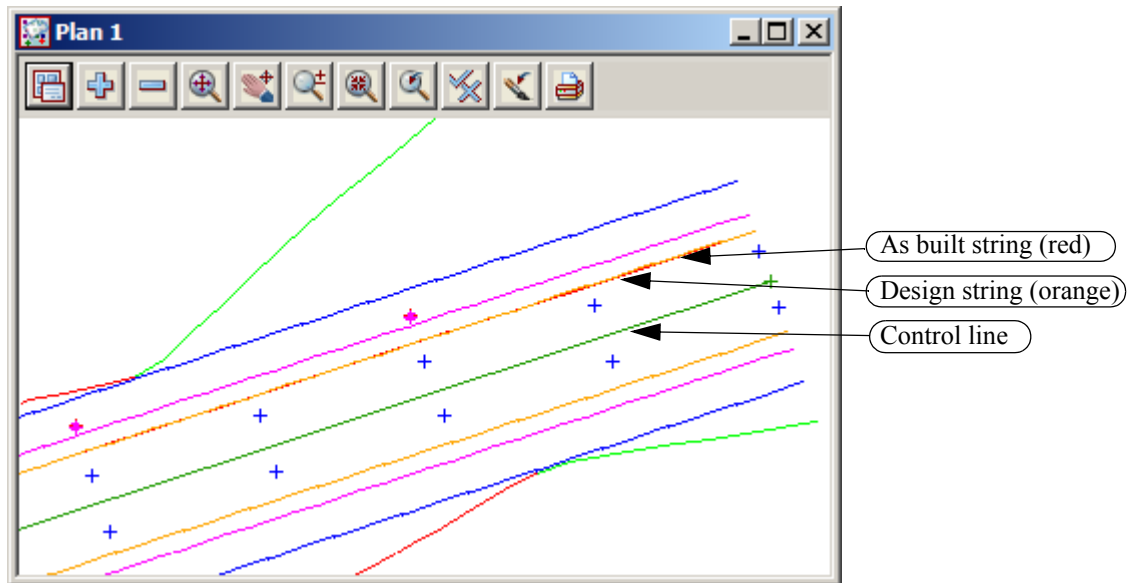 Plan 1
As built string (red)
Design string (orange)
Control line